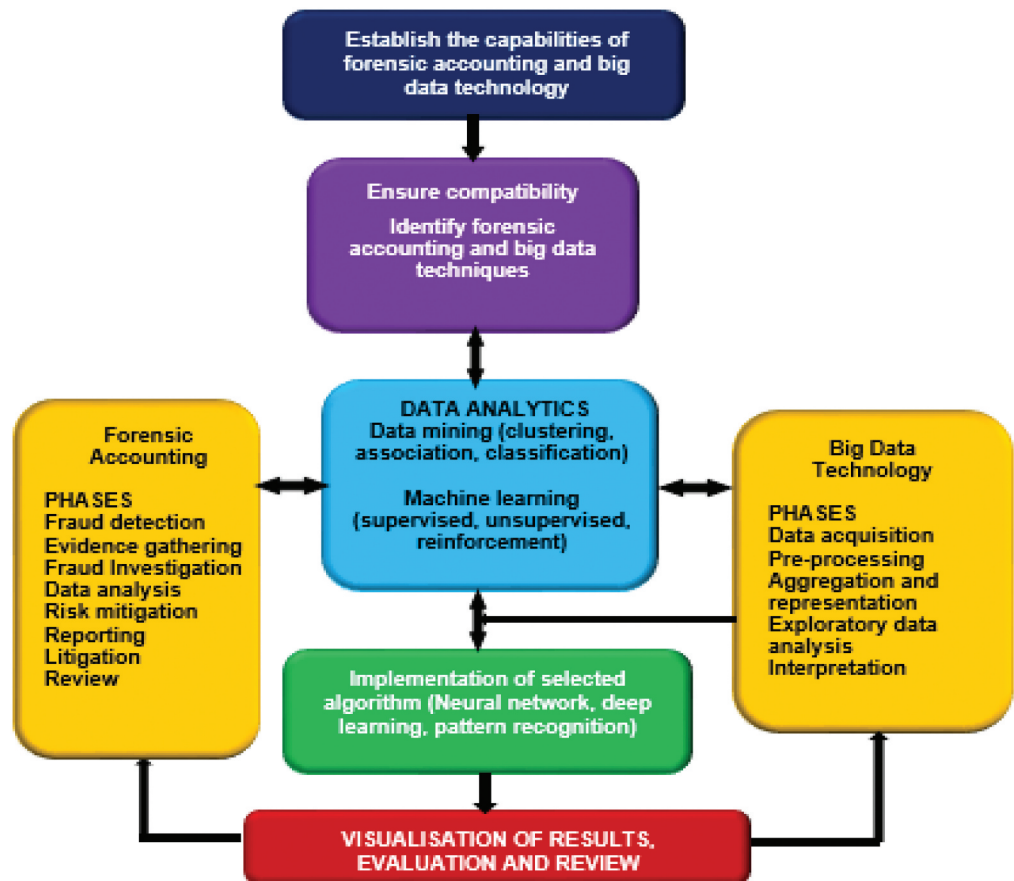 Establish the capabilities of
forensic accounting and big
data technology
Ensure compatibility
Identify forensic
accounting and big data
techniques
DATA ANALYTICS
Data mining (clustering,
association, classification)
Machine learning
(supervised, unsupervised,
reinforcement)
Forensic
Accounting
PHASES
Fraud detection
Evidence gathering
Fraud Investigation
Data analysis
Risk mitigation
Reporting
Litigation
Review
Big Data
Technology
PHASES
Data acquisition
Pre-processing
Aggregation and
representation
Exploratory data
analysis
Interpretation
Implementation of selected
algorithm (Neural network, deep
learning, pattern recognition)
VISUALISATION OF RESULTS,
EVALUATION AND REVIEW